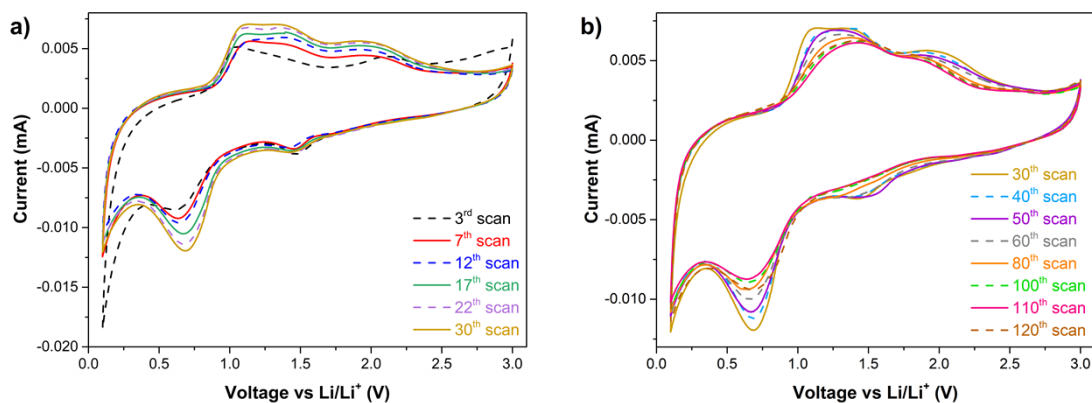 a)
Current (mA)
0.005
0.000
-0.005
-0.010
-0.015
-0.020
0.0 0.5 1.0 1.5 2.0 2.5 3.0
Voltage vs Li/Li⁺ (V)
3ʳᵈ scan
7ᵗʰ scan
12ᵗʰ scan
17ᵗʰ scan
22ᵗʰ scan
30ᵗʰ scan
b)
Current (mA)
0.005
0.000
-0.005
-0.010
0.0 0.5 1.0 1.5 2.0 2.5 3.0
Voltage vs Li/Li⁺ (V)
30ᵗʰ scan
40ᵗʰ scan
50ᵗʰ scan
60ᵗʰ scan
80ᵗʰ scan
100ᵗʰ scan
110ᵗʰ scan
120ᵗʰ scan